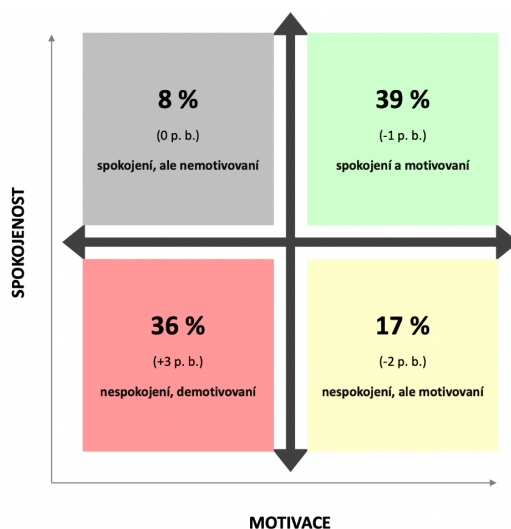 8 %
(0 p. b.)
spokojení, ale nemotivovaní
39 %
(-1 p. b.)
spokojení a motivovaní
SPOKOJENOST
36 %
(+3 p. b.)
nespokojení, demotivovaní
17 %
(-2 p. b.)
nespokojení, ale motivovaní
MOTIVACE